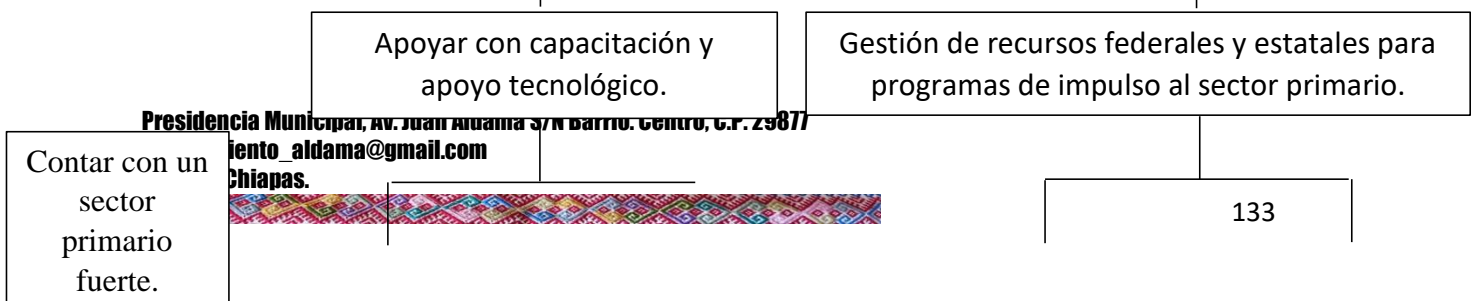 Apoyar con capacitación y
apoyo tecnológico.
Gestión de recursos federales y estatales para
programas de impulso al sector primario.
Presidencia Municipal, Av. Juan Aldama S/N Barrio. Centro, C.P. 29877
iento_aldama@gmail.com
Chiapas.
Contar con un
sector
primario
fuerte.
133